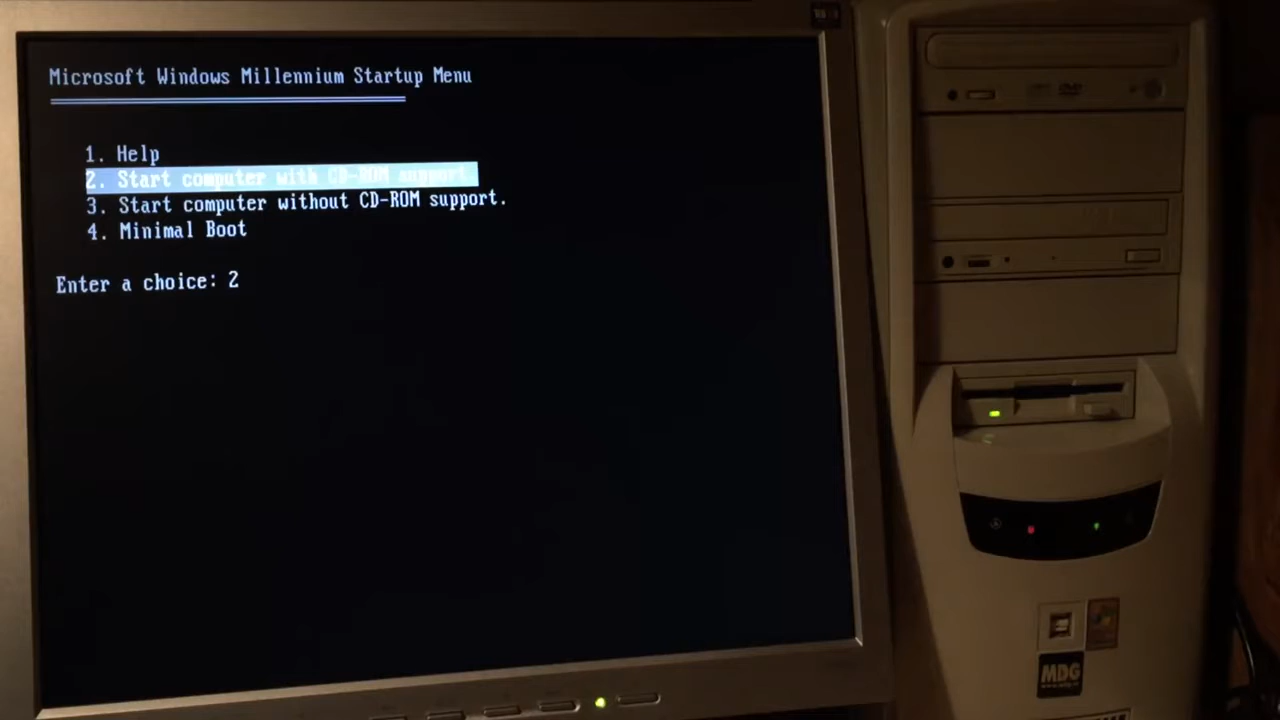 Microsoft Windows Millennium Startup Menu
1. Help
2. Start computer with CD-ROM support.
3. Start computer without CD-ROM support.
4. Minimal Boot
Enter a choice: 2
MDG